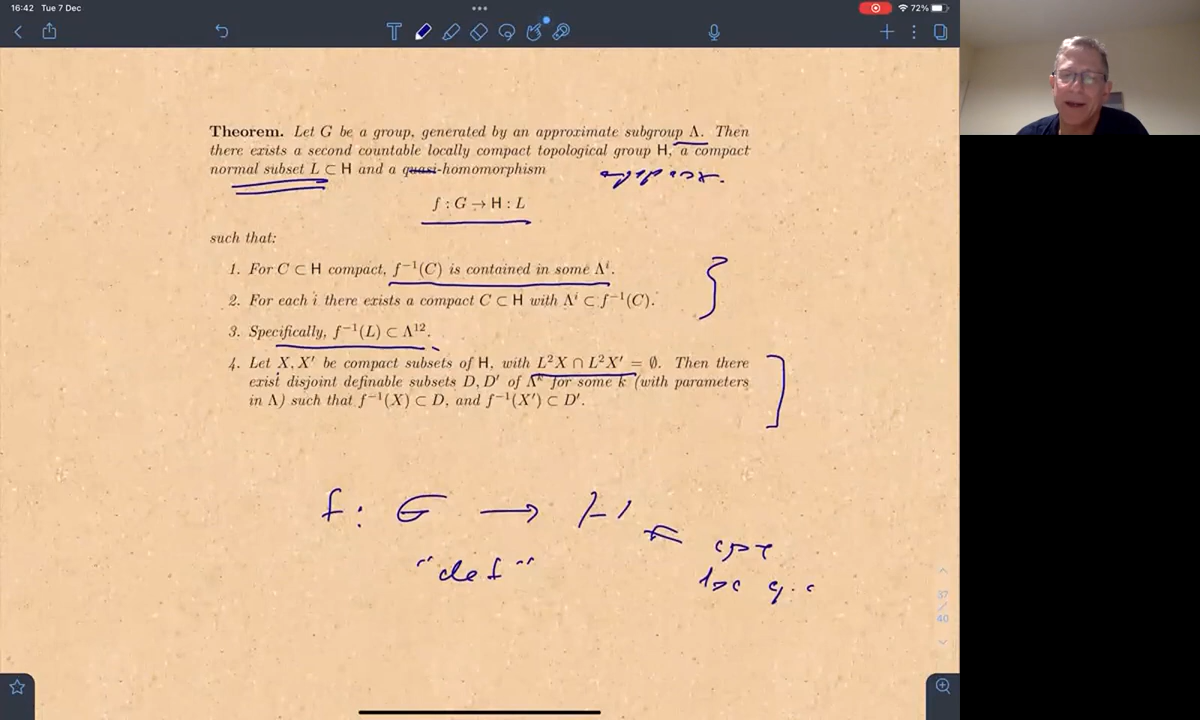 16:42 Tue 7 Dec
72%
Theorem. Let G be a group, generated by an approximate subgroup Λ. Then
there exists a second countable locally compact topological group H, a compact
normal subset L ⊂ H and a quasi-homomorphism
f : G → H : L
such that:
1. For C ⊂ H compact, f⁻¹(C) is contained in some Λⁱ.
2. For each i there exists a compact C ⊂ H with Λⁱ ⊂ f⁻¹(C).
3. Specifically, f⁻¹(L) ⊂ Λ¹².
4. Let X, X′ be compact subsets of H, with L²X ∩ L²X′ = ∅. Then there
exist disjoint definable subsets D, D′ of Λᵏ for some k (with parameters
in Λ) such that f⁻¹(X) ⊂ D, and f⁻¹(X′) ⊂ D′.
f: G → H
cpt
"def"
loc
37
/
40